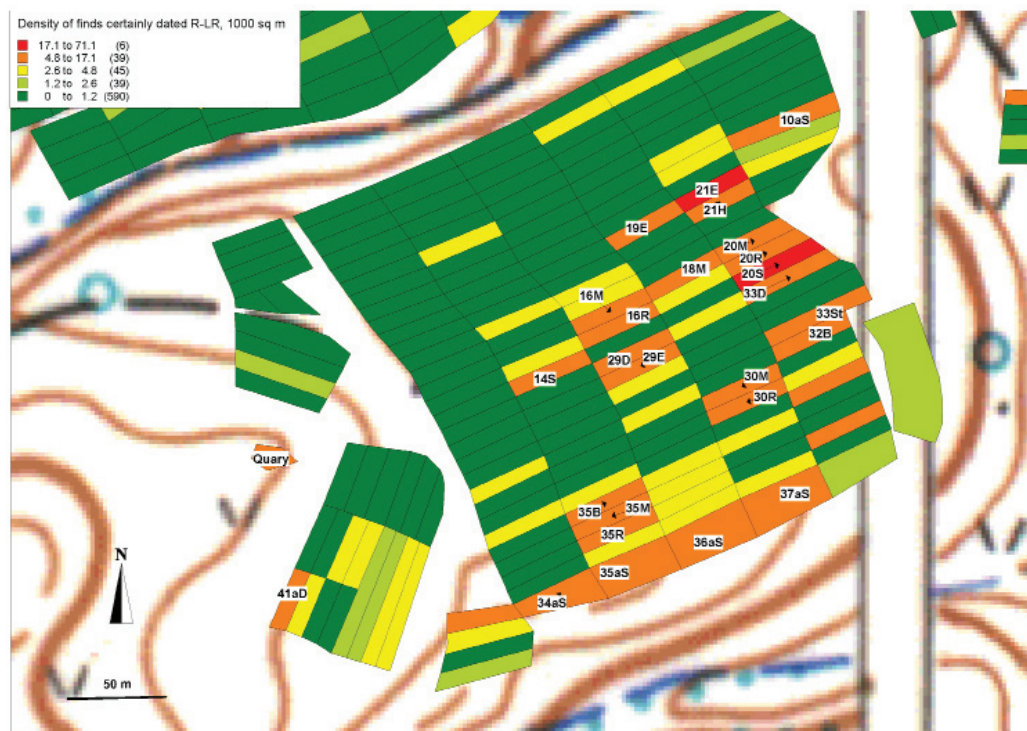 Density of finds certainly dated R-LR, 1000 sq m
17.1 to 71.1 (6)
4.8 to 17.1 (39)
2.6 to 4.8 (45)
1.2 to 2.6 (39)
0 to 1.2 (590)
10aS
21E
21H
19E
20M
20R
18M
20S
33D
16M
16R
33St
32B
29D
29E
14S
30M
30R
Quary
37aS
35B
35M
35R
36aS
35aS
41aD
34aS
N
50 m